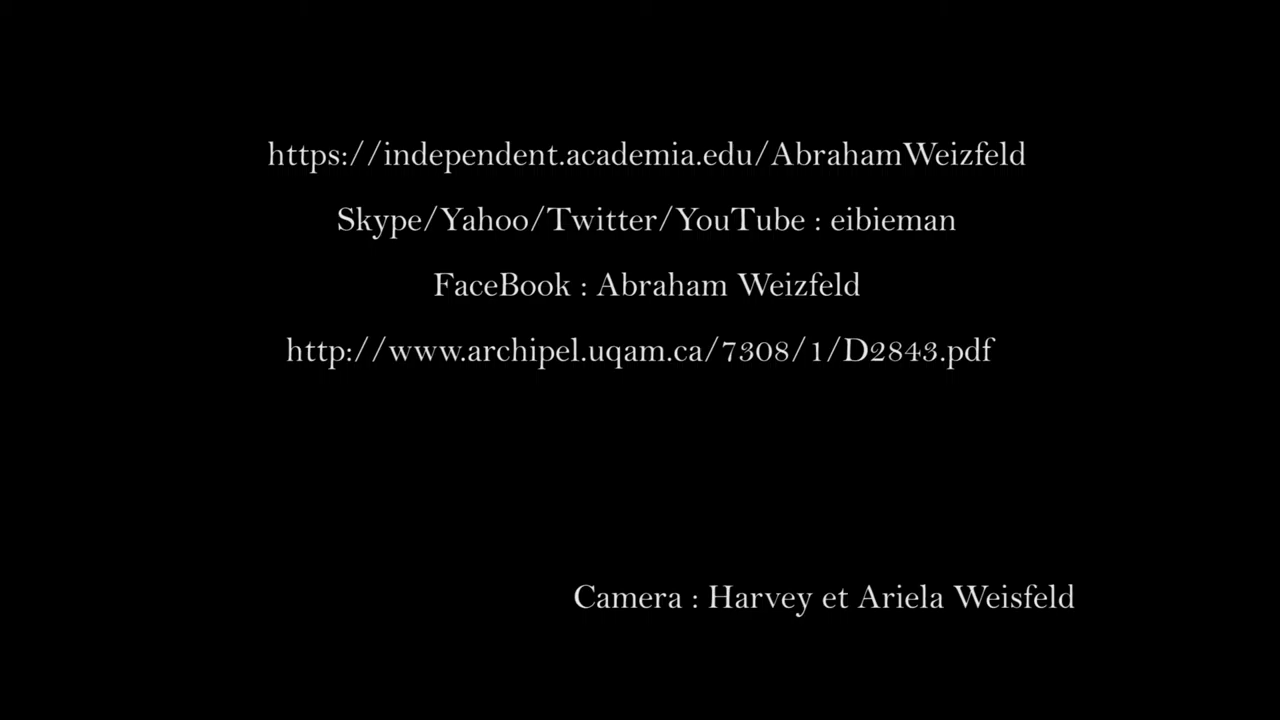 https://independent.academia.edu/AbrahamWeizfeld
Skype/Yahoo/Twitter/YouTube : eibieman
FaceBook : Abraham Weizfeld
http://www.archipel.uqam.ca/7308/1/D2843.pdf
Camera : Harvey et Ariela Weisfeld